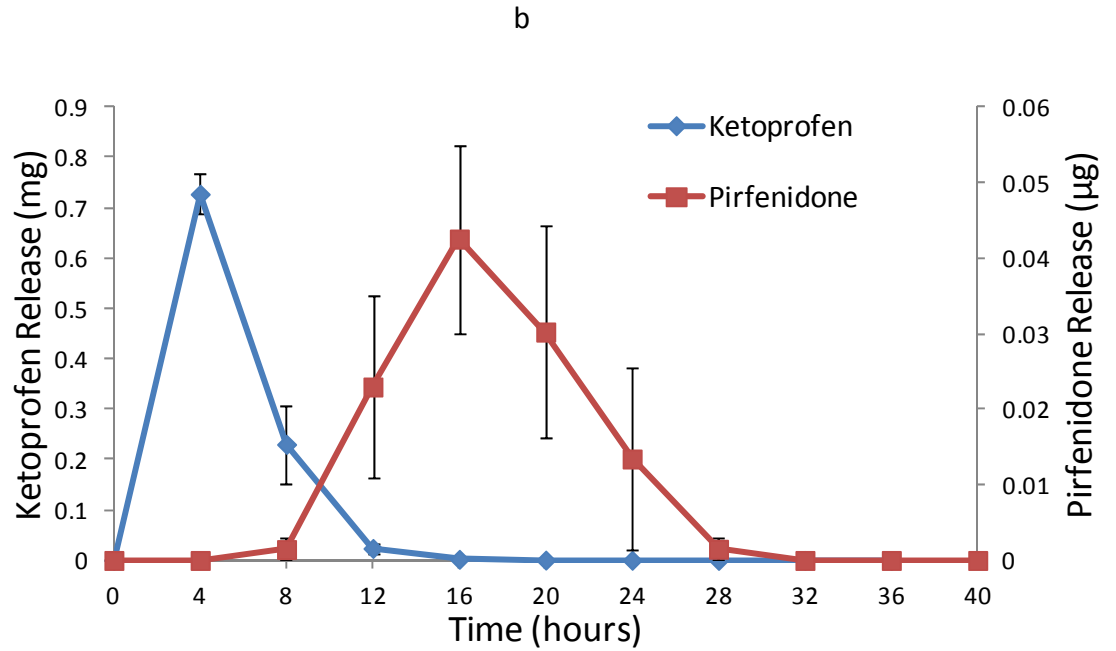 b
Ketoprofen Release (mg)
0.9
0.8
0.7
0.6
0.5
0.4
0.3
0.2
0.1
0
Ketoprofen
Pirfenidone
0.06
0.05
0.04
0.03
0.02
0.01
0
Pirfenidone Release (µg)
0 4 8 12 16 20 24 28 32 36 40
Time (hours)